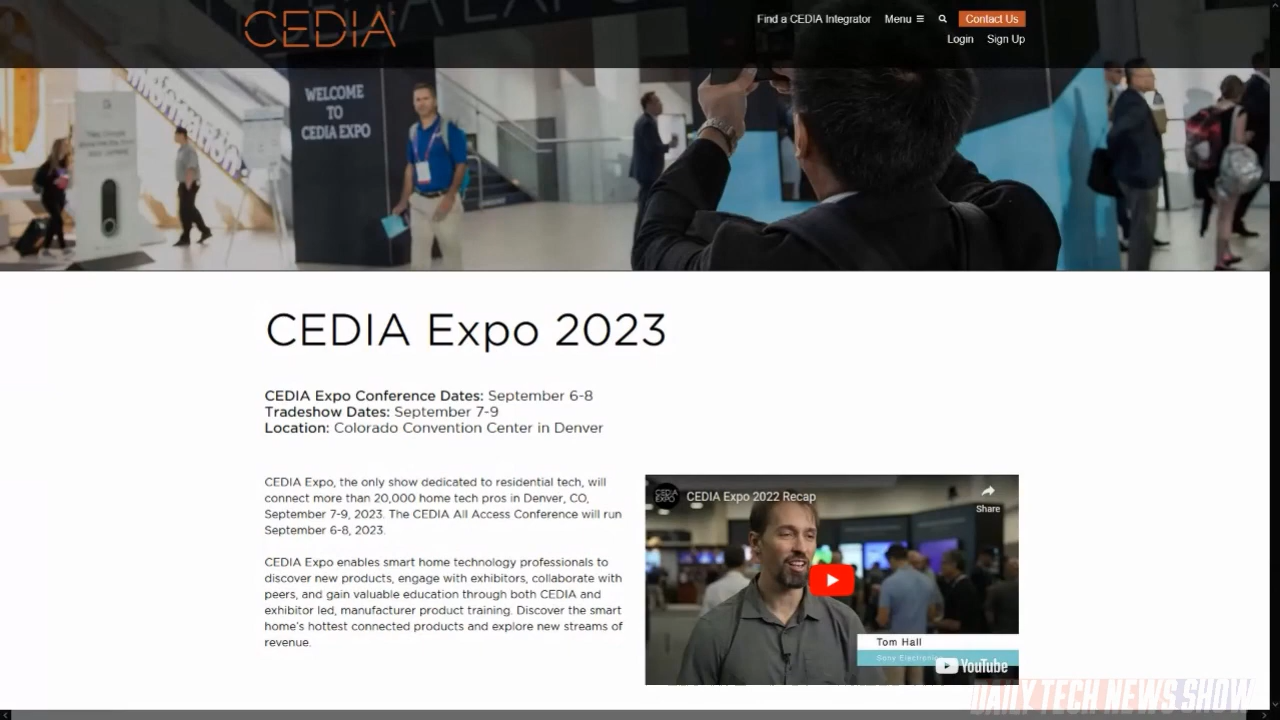 CEDIA
Find a CEDIA Integrator Menu Contact Us
Login Sign Up
WELCOME
TO
CEDIA EXPO
CEDIA Expo 2023
CEDIA Expo Conference Dates: September 6-8
Tradeshow Dates: September 7-9
Location: Colorado Convention Center in Denver
CEDIA Expo, the only show dedicated to residential tech, will
connect more than 20,000 home tech pros in Denver, CO,
September 7-9, 2023. The CEDIA All Access Conference will run
September 6-8, 2023.
CEDIA Expo enables smart home technology professionals to
discover new products, engage with exhibitors, collaborate with
peers, and gain valuable education through both CEDIA and
exhibitor led, manufacturer product training. Discover the smart
home's hottest connected products and explore new streams of
revenue.
CEDIA
EXPO
CEDIA Expo 2022 Recap
Share
Tom Hall
Sony Electronics
YouTube
DAILY TECH NEWS SHOW